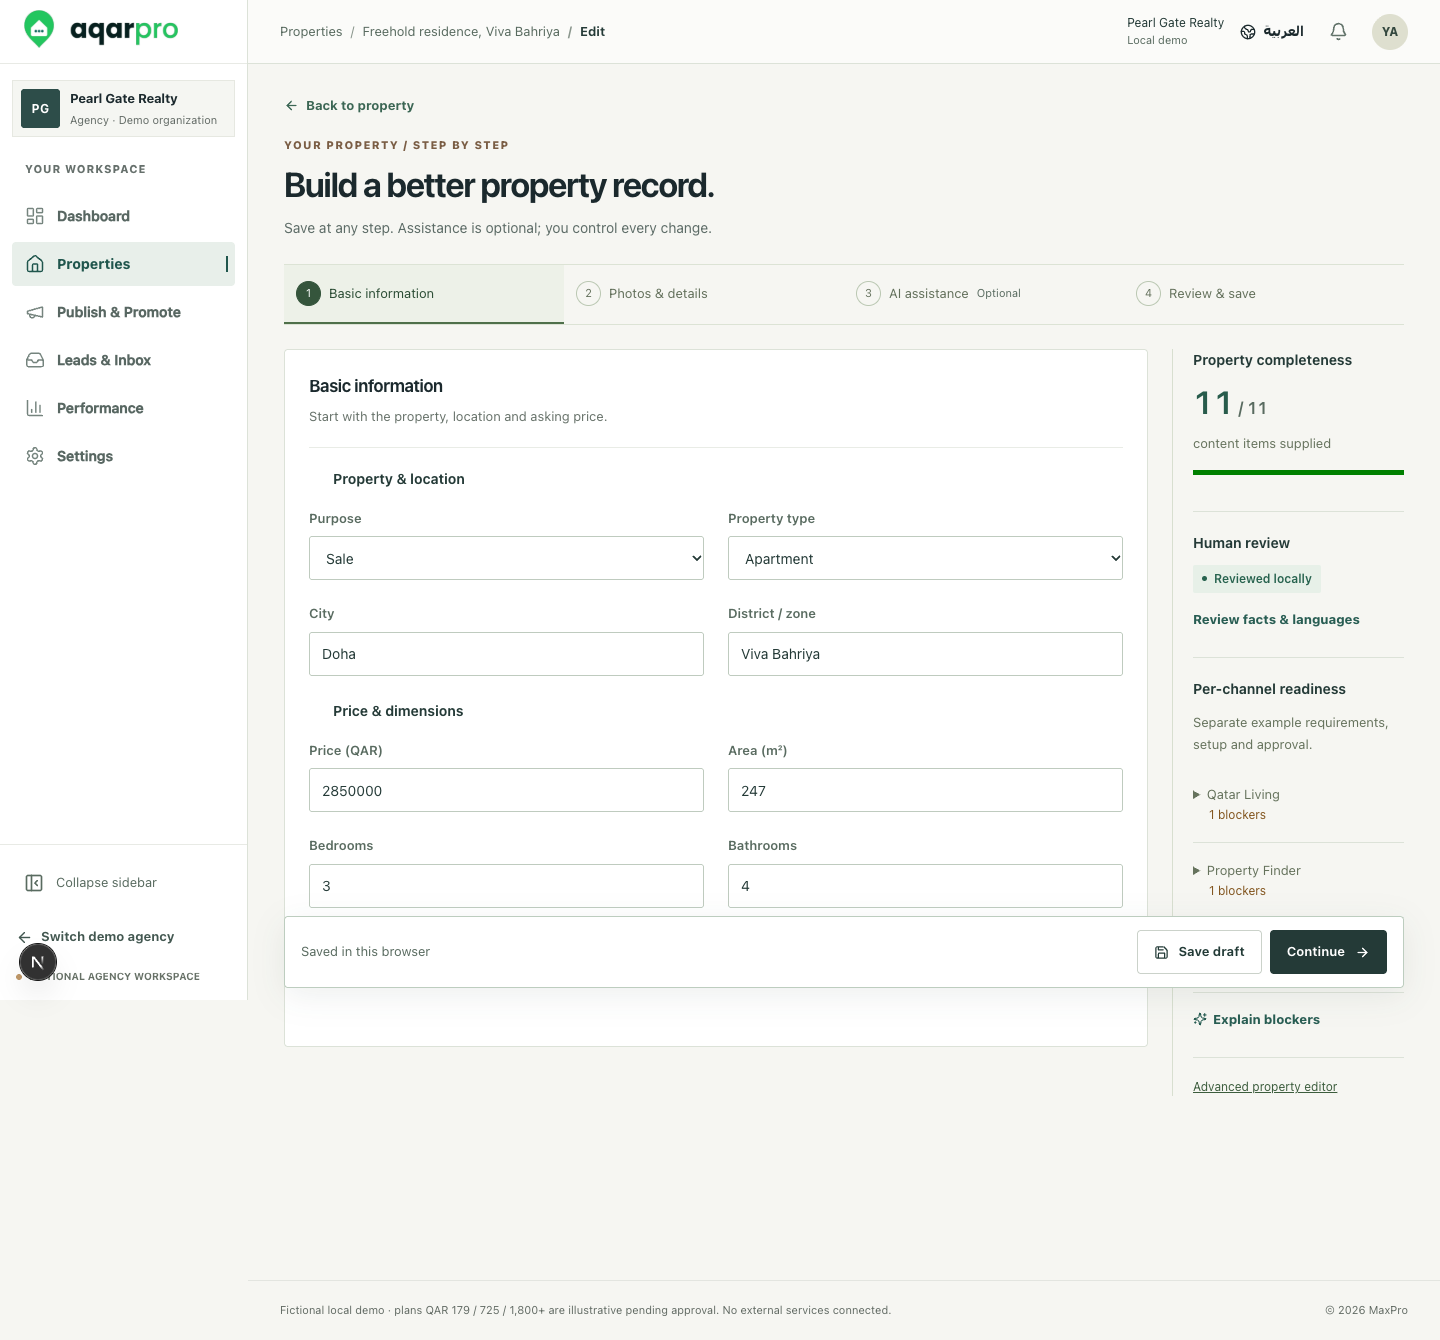 aqarpro
Properties / Freehold residence, Viva Bahriya / Edit
Pearl Gate Realty
Local demo
العربية
YA
PG
Pearl Gate Realty
Agency · Demo organization
YOUR WORKSPACE
Dashboard
Properties
Publish & Promote
Leads & Inbox
Performance
Settings
Collapse sidebar
Switch demo agency
N
AGENCY WORKSPACE
Back to property
YOUR PROPERTY / STEP BY STEP
Build a better property record.
Save at any step. Assistance is optional; you control every change.
1 Basic information
2 Photos & details
3 AI assistance Optional
4 Review & save
Basic information
Start with the property, location and asking price.
Property & location
Purpose
Sale
Property type
Apartment
City
Doha
District / zone
Viva Bahriya
Price & dimensions
Price (QAR)
2850000
Area (m²)
247
Bedrooms
3
Bathrooms
4
Saved in this browser
Save draft
Continue
Property completeness
11 / 11
content items supplied
Human review
Reviewed locally
Review facts & languages
Per-channel readiness
Separate example requirements,
setup and approval.
Qatar Living
1 blockers
Property Finder
1 blockers
Explain blockers
Advanced property editor
Fictional local demo · plans QAR 179 / 725 / 1,800+ are illustrative pending approval. No external services connected.
© 2026 MaxPro